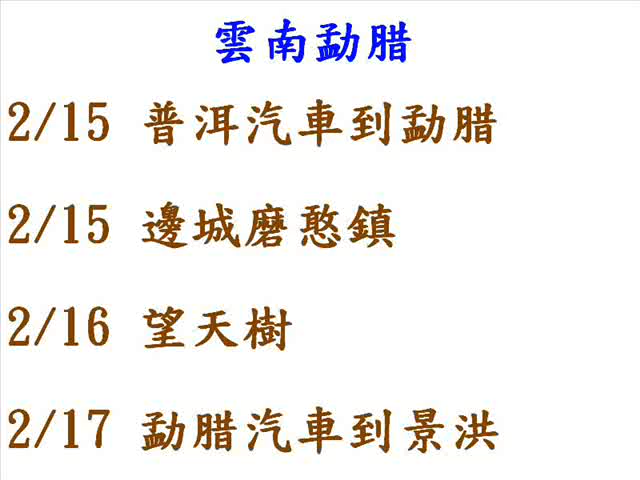 雲南勐腊
2/15 普洱汽車到勐腊
2/15 邊城磨憨鎮
2/16 望天樹
2/17 勐腊汽車到景洪